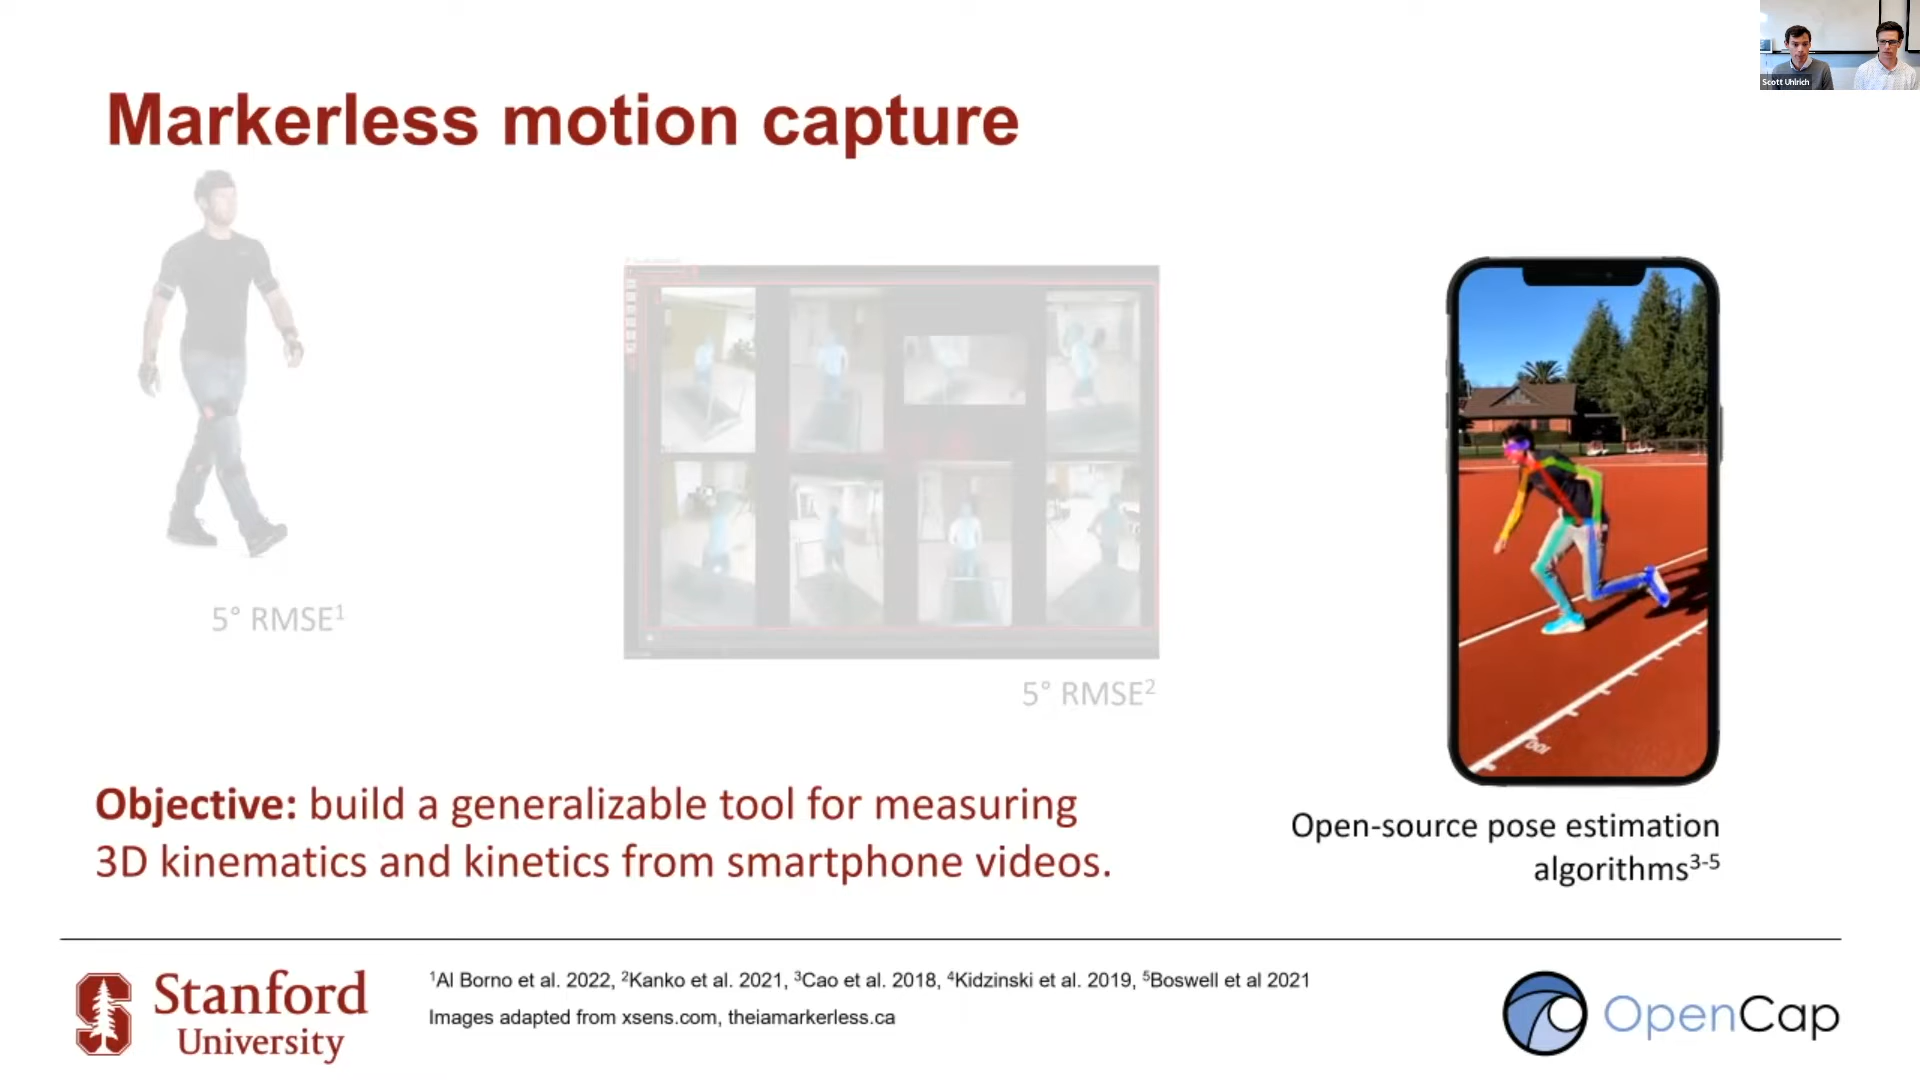 Scott Uhlrich
Markerless motion capture
5° RMSE¹
5° RMSE²
Objective: build a generalizable tool for measuring
3D kinematics and kinetics from smartphone videos.
100
Open-source pose estimation
algorithms³⁻⁵
Stanford
University
¹Al Borno et al. 2022, ²Kanko et al. 2021, ³Cao et al. 2018, ⁴Kidzinski et al. 2019, ⁵Boswell et al 2021
Images adapted from xsens.com, theiamarkerless.ca
OpenCap